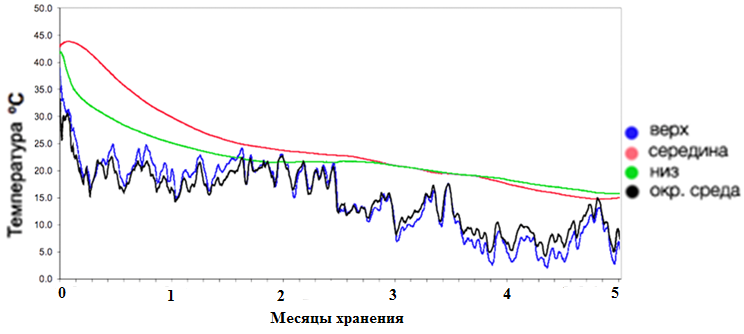 Температура ºС
50.0
45.0
40.0
35.0
30.0
25.0
20.0
15.0
10.0
5.0
0.0
0 1 2 3 4 5
Месяцы хранения
верх
середина
низ
окр. среда